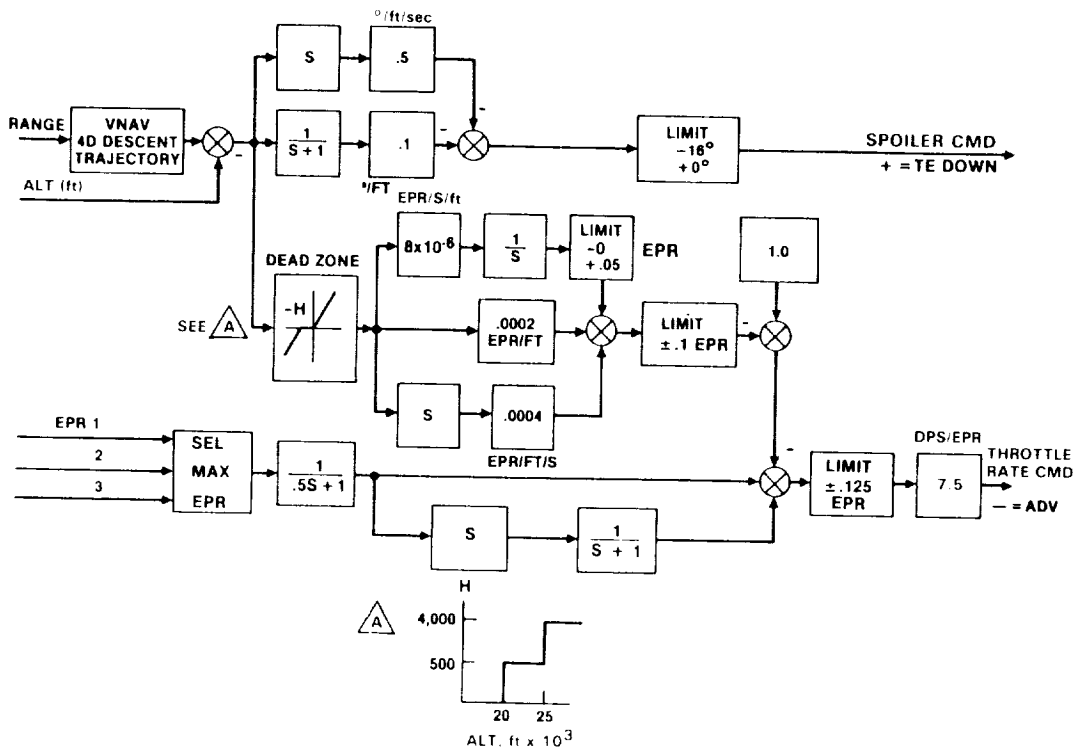 °/ft/sec
S
.5
-
RANGE
VNAV
4D DESCENT
TRAJECTORY
-
1
S + 1
.1
-
ALT (ft)
°/FT
LIMIT
-16°
+0°
SPOILER CMD
+ = TE DOWN
EPR/S/ft
8x10-6
1
S
LIMIT
-0
+.05
EPR
1.0
DEAD ZONE
-H
SEE A
.0002
EPR/FT
LIMIT
± .1 EPR
-
S
.0004
EPR/FT/S
EPR 1
2
3
SEL
MAX
EPR
1
.5S + 1
-
LIMIT
± .125
EPR
DPS/EPR
7.5
THROTTLE
RATE CMD
— = ADV
S
1
S + 1
A
H
4,000
500
20 25
ALT, ft x 10³